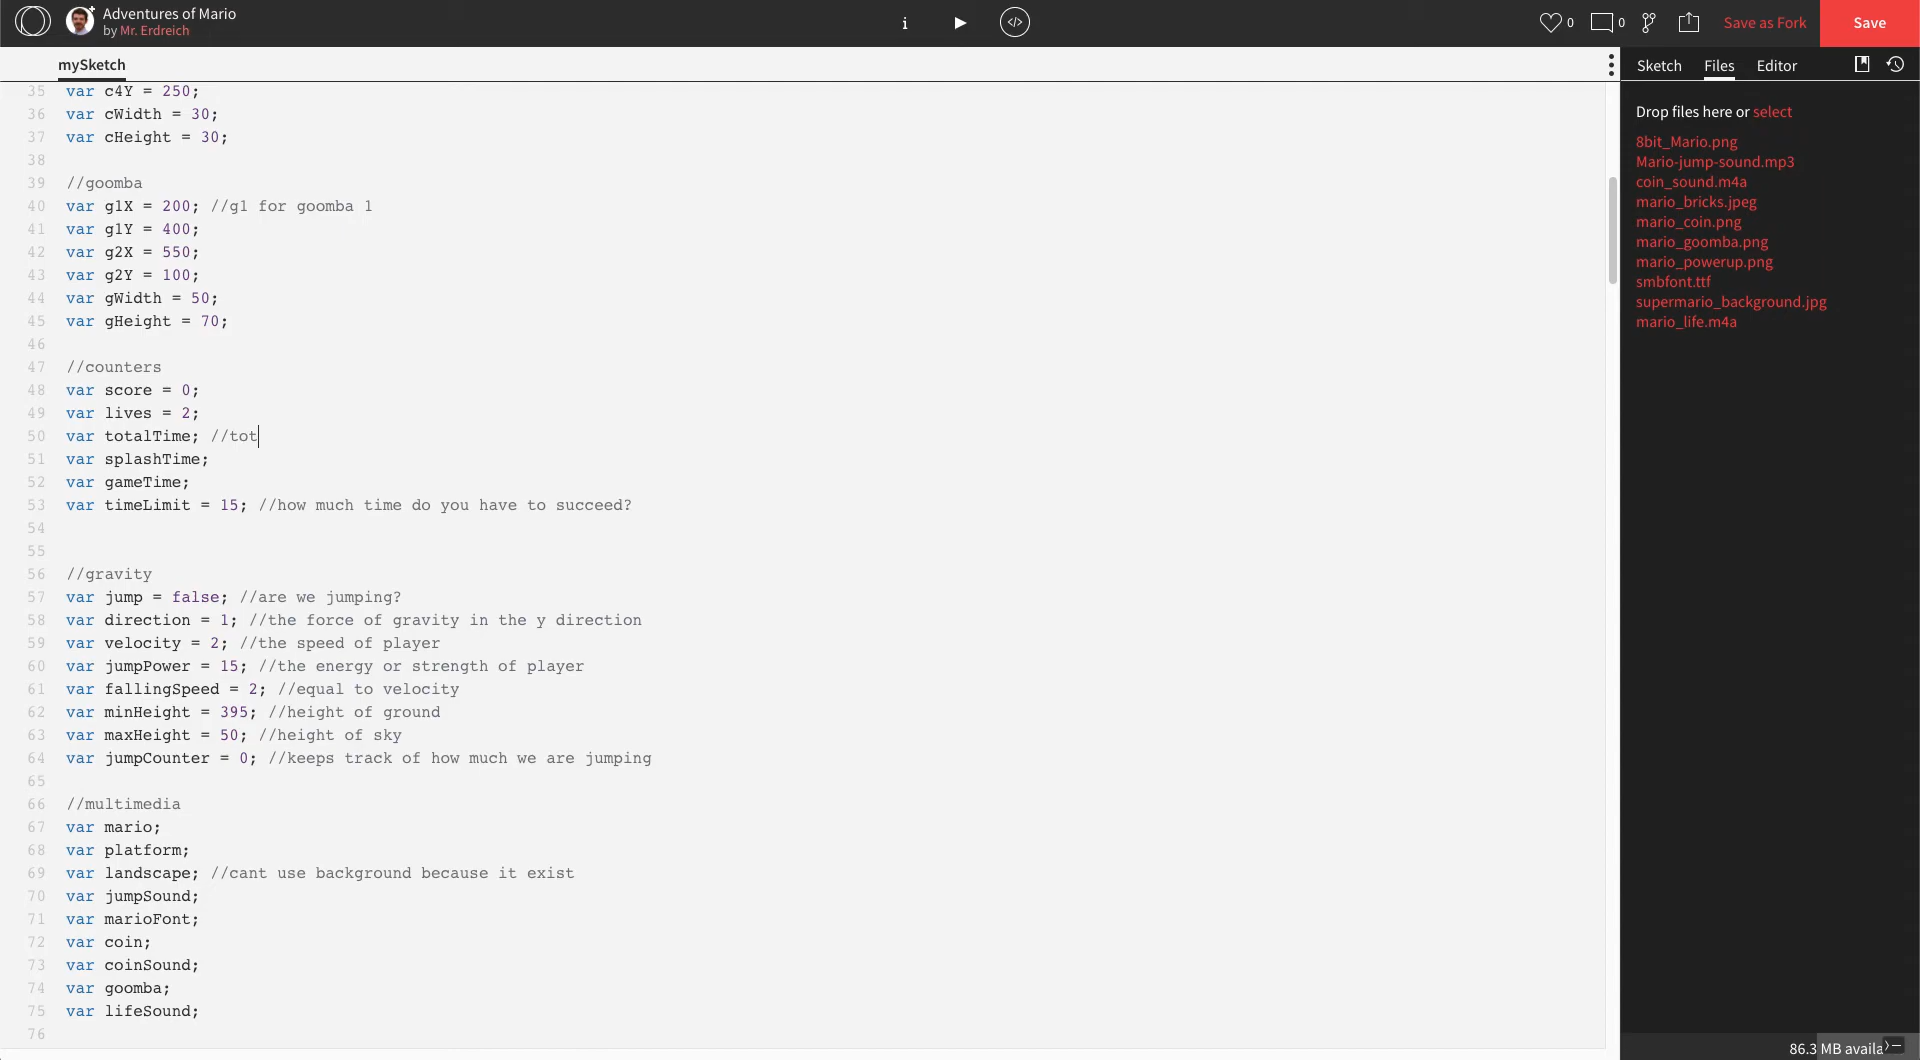 Adventures of Mario
by Mr. Erdreich
i
</>
0
0
Save as Fork
Save
mySketch
Sketch
Files
Editor
35 var c4Y = 250;
36 var cWidth = 30;
37 var cHeight = 30;
38
39 //goomba
40 var g1X = 200; //g1 for goomba 1
41 var g1Y = 400;
42 var g2X = 550;
43 var g2Y = 100;
44 var gWidth = 50;
45 var gHeight = 70;
46
47 //counters
48 var score = 0;
49 var lives = 2;
50 var totalTime; //tot
51 var splashTime;
52 var gameTime;
53 var timeLimit = 15; //how much time do you have to succeed?
54
55
56 //gravity
57 var jump = false; //are we jumping?
58 var direction = 1; //the force of gravity in the y direction
59 var velocity = 2; //the speed of player
60 var jumpPower = 15; //the energy or strength of player
61 var fallingSpeed = 2; //equal to velocity
62 var minHeight = 395; //height of ground
63 var maxHeight = 50; //height of sky
64 var jumpCounter = 0; //keeps track of how much we are jumping
65
66 //multimedia
67 var mario;
68 var platform;
69 var landscape; //cant use background because it exist
70 var jumpSound;
71 var marioFont;
72 var coin;
73 var coinSound;
74 var goomba;
75 var lifeSound;
76
Drop files here or select
8bit_Mario.png
Mario-jump-sound.mp3
coin_sound.m4a
mario_bricks.jpeg
mario_coin.png
mario_goomba.png
mario_powerup.png
smbfont.ttf
supermario_background.jpg
mario_life.m4a
86.3 MB availa